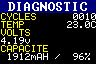 DIAGNOSTIC
CYCLES 0010
TEMP 23.0C
VOLTS
4.19v
CAPACITE
1912mAH / 96%